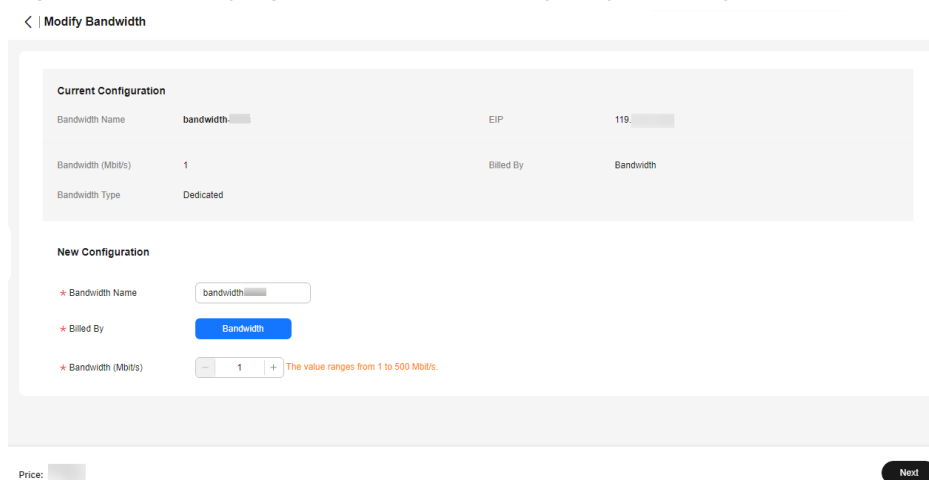 Modify Bandwidth
Current Configuration
Bandwidth Name bandwidth- EIP 119.
Bandwidth (Mbit/s) 1 Billed By Bandwidth
Bandwidth Type Dedicated
New Configuration
* Bandwidth Name bandwidth
* Billed By Bandwidth
* Bandwidth (Mbit/s) − 1 + The value ranges from 1 to 500 Mbit/s.
Price: Next